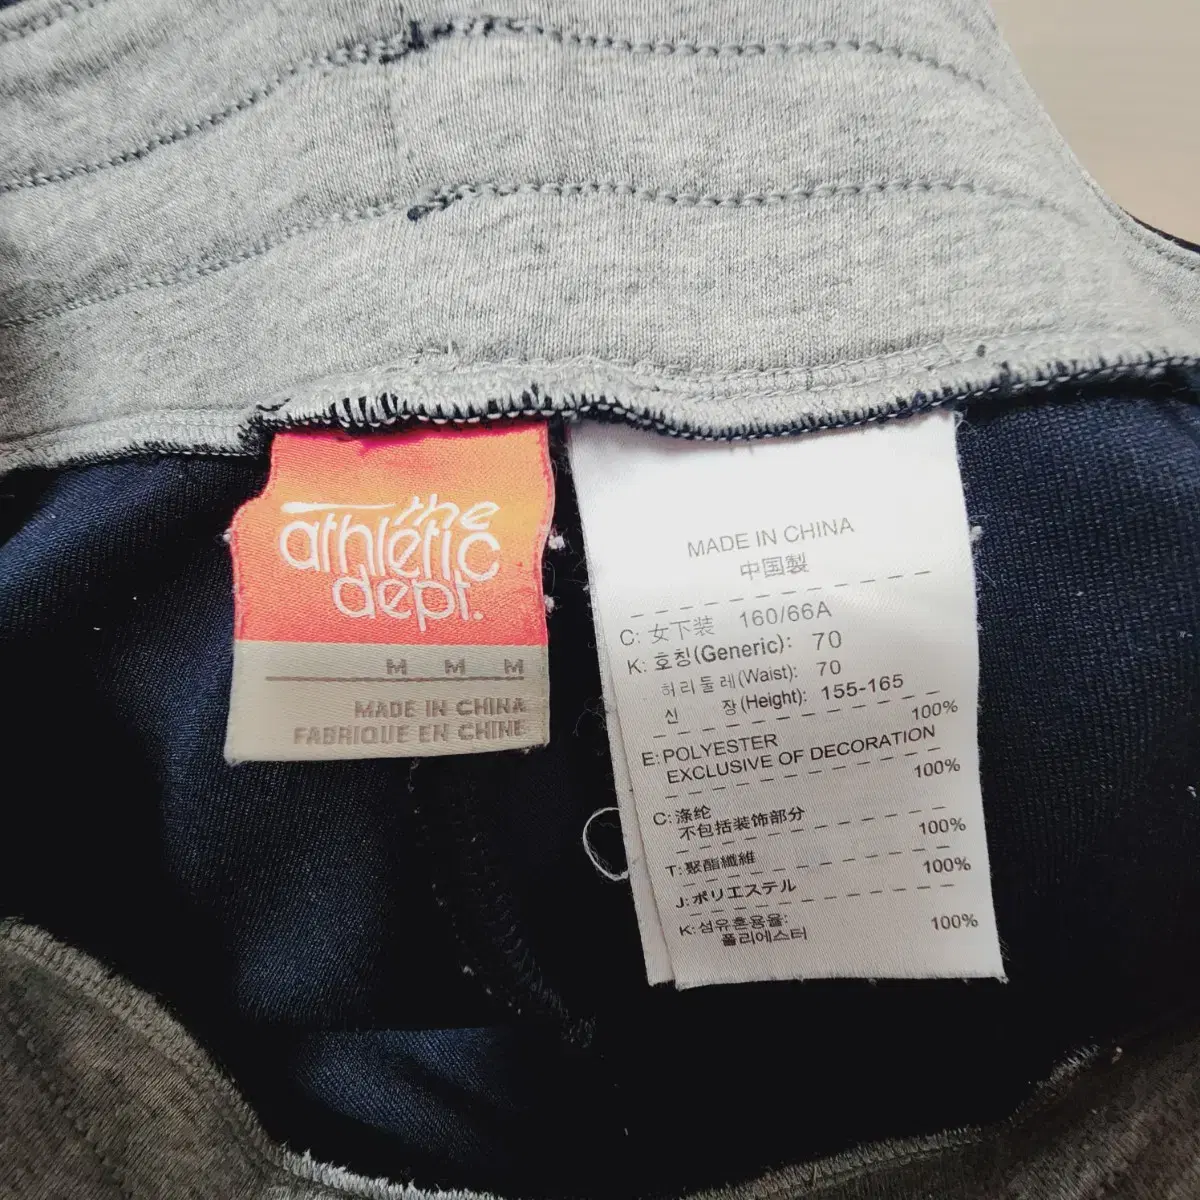 the
athletic
dept.
M M M
MADE IN CHINA
FABRIQUE EN CHINE
MADE IN CHINA
中国製
C: 女下装 160/66A
K: 호칭(Generic): 70
허리둘레(Waist): 70
신 장(Height): 155-165
100%
E: POLYESTER
EXCLUSIVE OF DECORATION
100%
C: 涤纶
不包括装饰部分
100%
T: 聚酯纖維
100%
J: ポリエステル
K: 섬유혼용율:
폴리에스터 100%